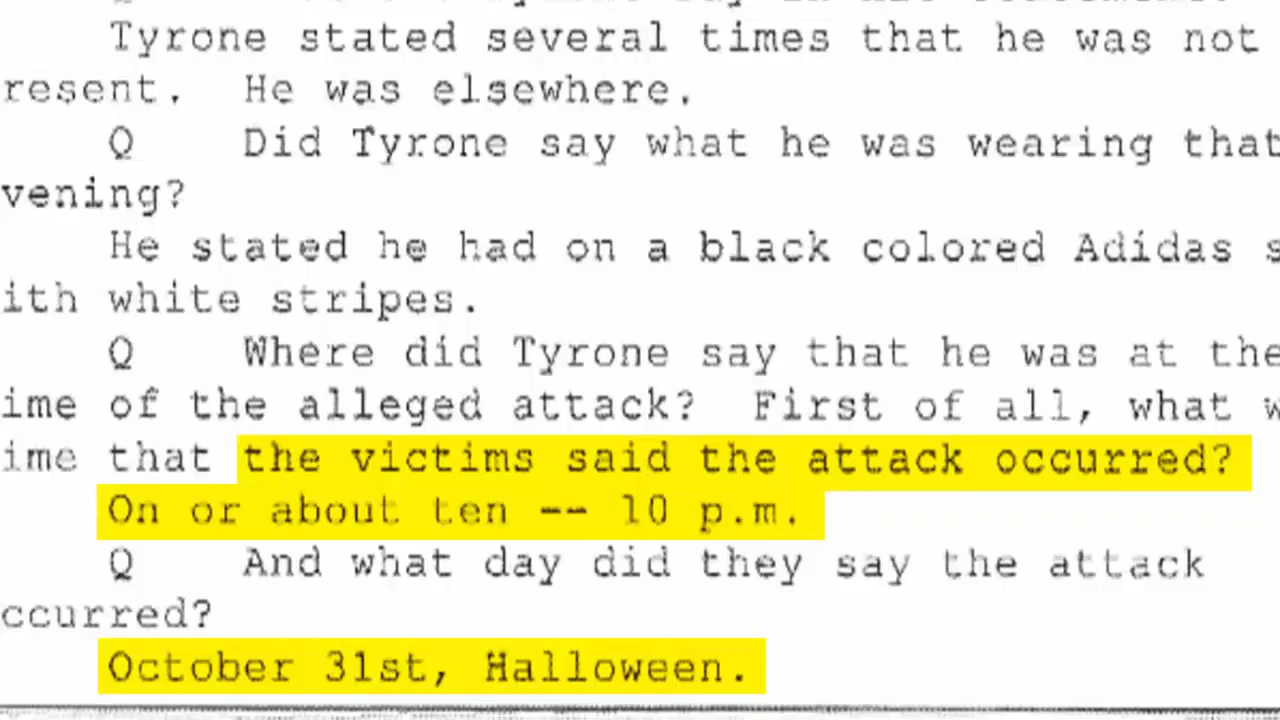 Tyrone stated several times that he was not
resent. He was elsewhere.
Q Did Tyrone say what he was wearing that
vening?
He stated he had on a black colored Adidas s
ith white stripes.
Q Where did Tyrone say that he was at the
ime of the alleged attack? First of all, what w
ime that the victims said the attack occurred?
On or about ten -- 10 p.m.
Q And what day did they say the attack
ccurred?
October 31st, Halloween.